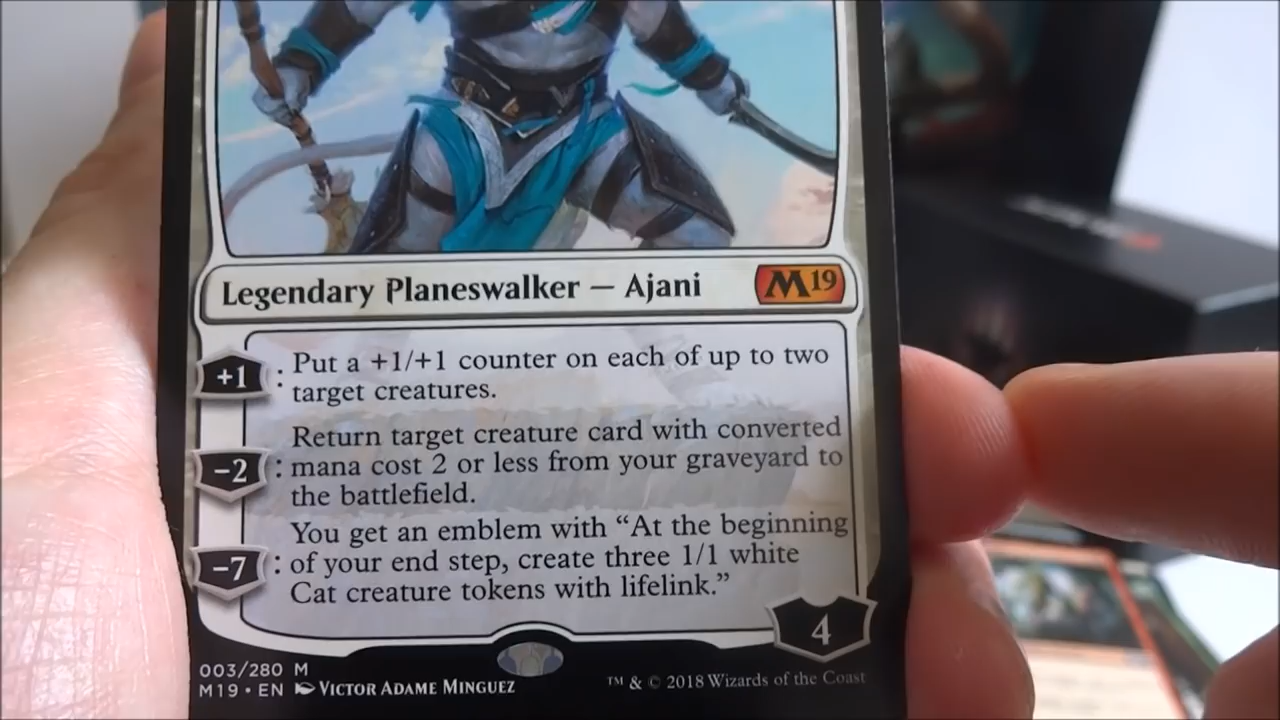 Legendary Planeswalker — Ajani M19
+1 : Put a +1/+1 counter on each of up to two
target creatures.
Return target creature card with converted
−2 : mana cost 2 or less from your graveyard to
the battlefield.
You get an emblem with “At the beginning
−7 : of your end step, create three 1/1 white
Cat creature tokens with lifelink.”
4
003/280 M
M19 • EN Victor Adame Minguez ™ & © 2018 Wizards of the Coast